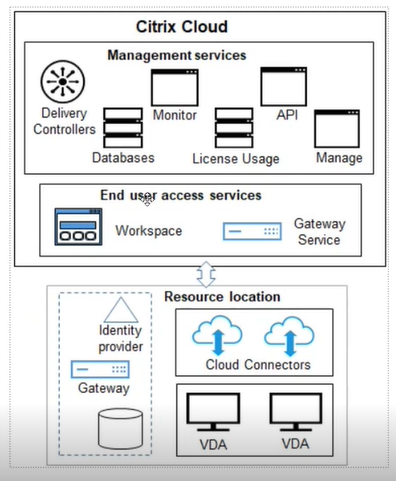 Citrix Cloud
Management services
Delivery
Controllers
Monitor
API
Databases
License Usage
Manage
End user access services
Workspace
Gateway
Service
Resource location
Identity
provider
Gateway
Cloud Connectors
VDA
VDA